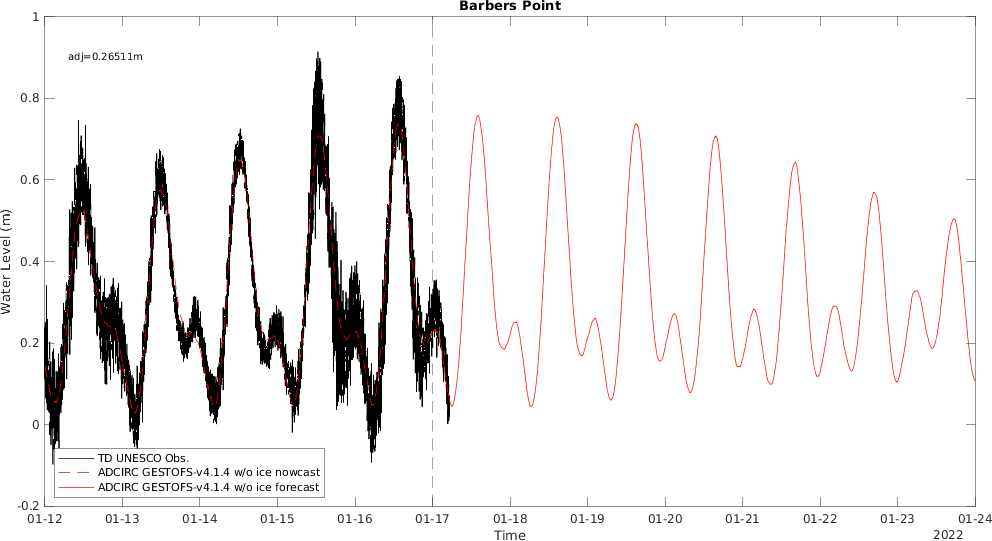 Barbers Point
adj=0.26511m
Water Level (m)
1
0.8
0.6
0.4
0.2
0
-0.2
TD UNESCO Obs.
ADCIRC GESTOFS-v4.1.4 w/o ice nowcast
ADCIRC GESTOFS-v4.1.4 w/o ice forecast
01-12 01-13 01-14 01-15 01-16 01-17 01-18 01-19 01-20 01-21 01-22 01-23 01-24
Time
2022